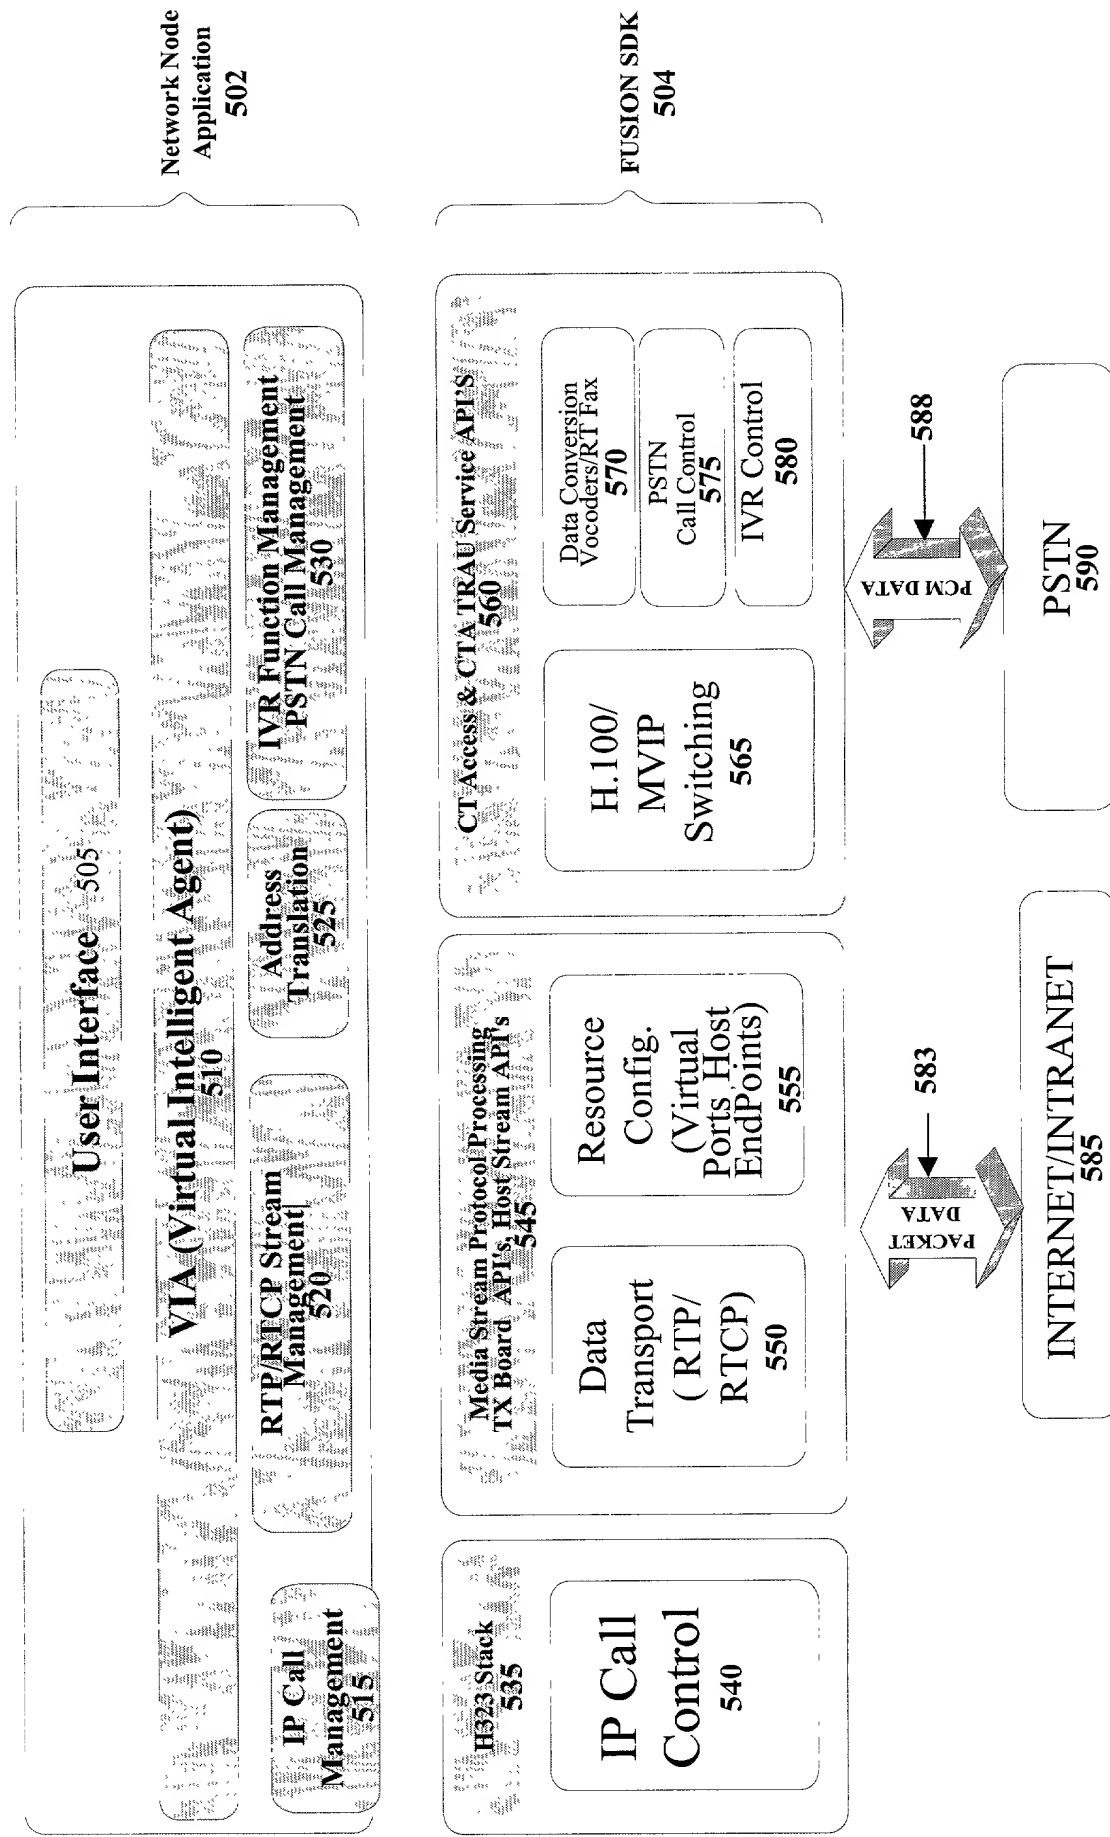 User Interface 505
VIA (Virtual Intelligent Agent)
510
IP Call
Management
515
RTP/RTCP Stream
Management
520
Address
Translation
525
IVR Function Management
PSTN Call Management
530
Network Node
Application
502
H323 Stack
535
IP Call
Control
540
Media Stream Protocol Processing
TX Board API's, Host Stream API's
545
Data
Transport
( RTP/
RTCP)
550
Resource
Config.
(Virtual
Ports Host
EndPoints)
555
CT Access & CTA TRAU Service API'S
560
H.100/
MVIP
Switching
565
Data Conversion
Vocoders/RT Fax
570
PSTN
Call Control
575
IVR Control
580
FUSION SDK
504
PACKET
DATA
583
PCM DATA
588
INTERNET/INTRANET
585
PSTN
590